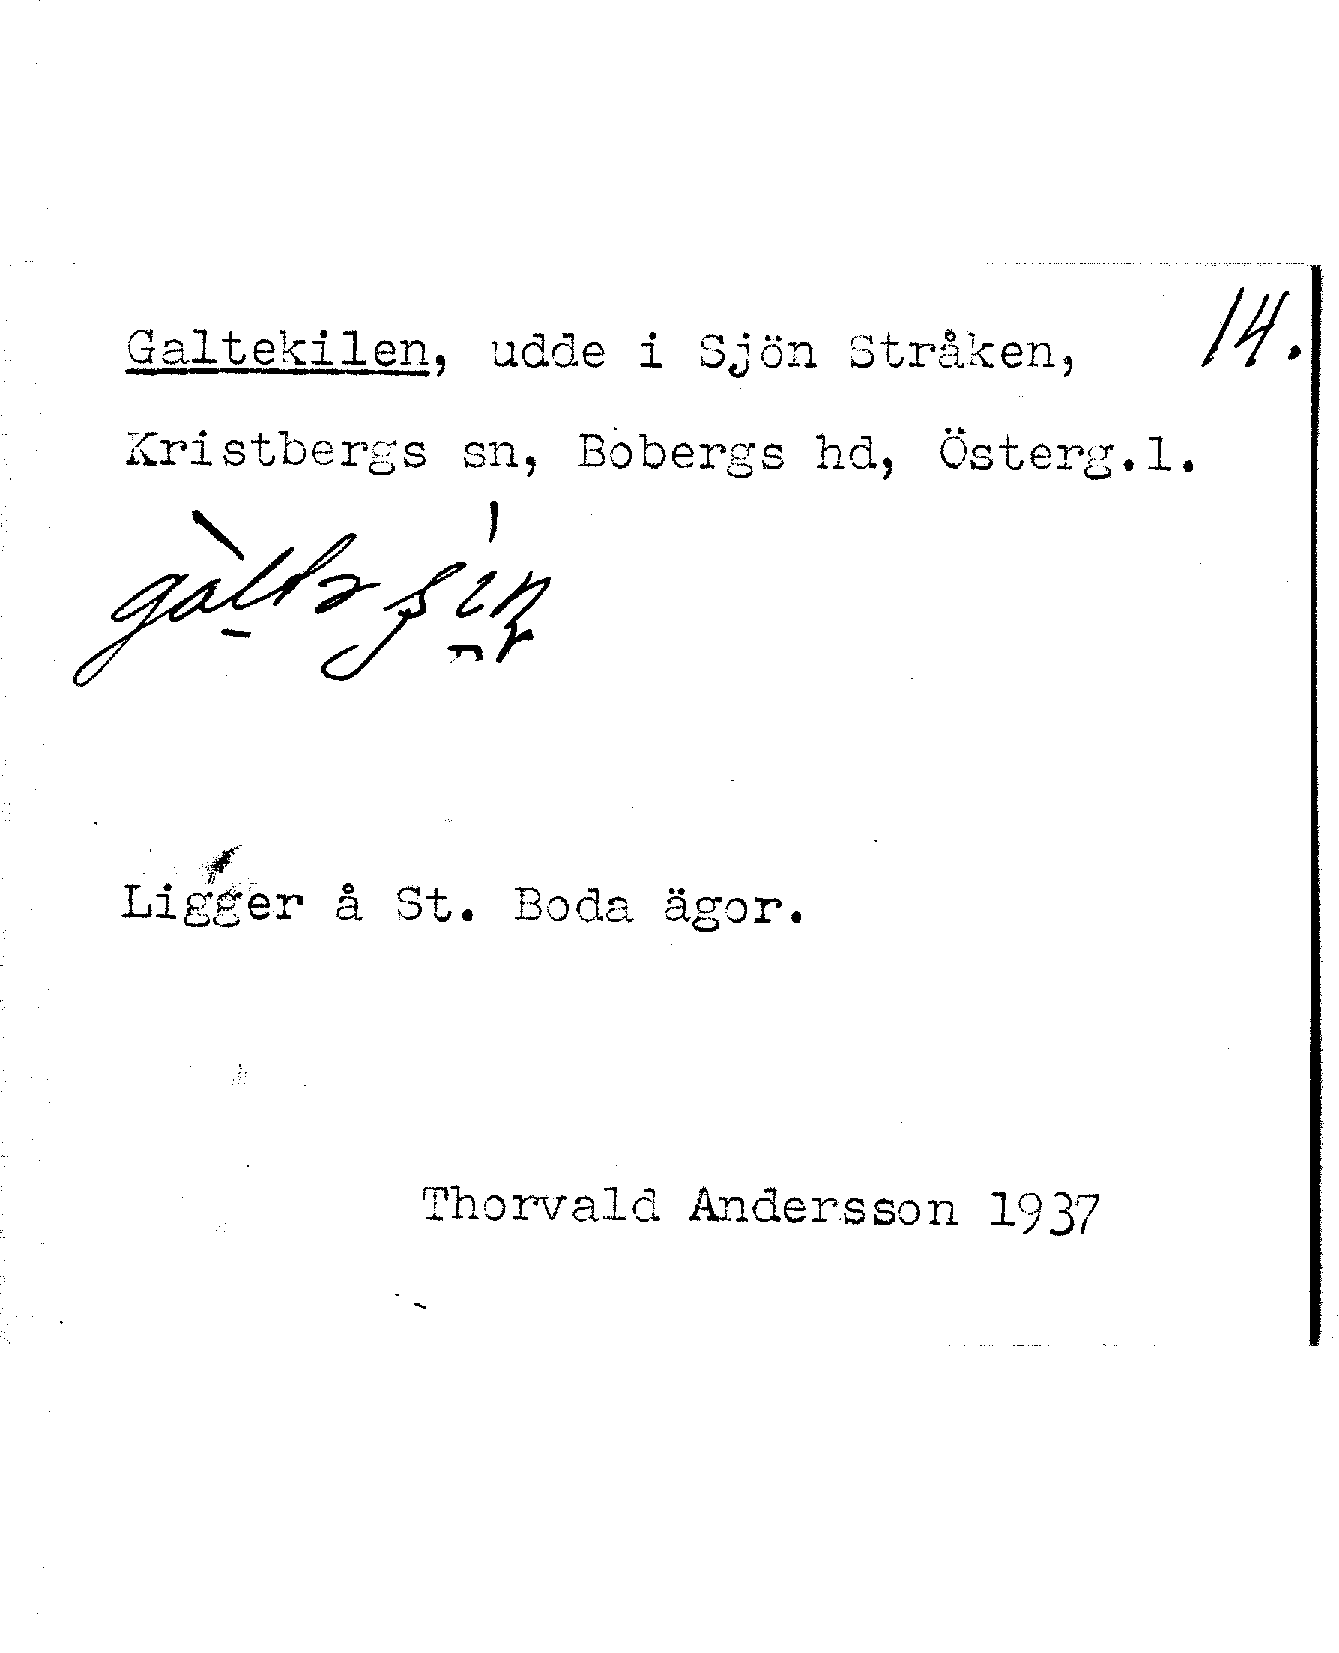 Galtekilen, udde i Sjön Stråken, 14.
Kristbergs sn, Bobergs hd, Österg.l.
Ligger å St. Boda ägor.
Thorvald Andersson 1937